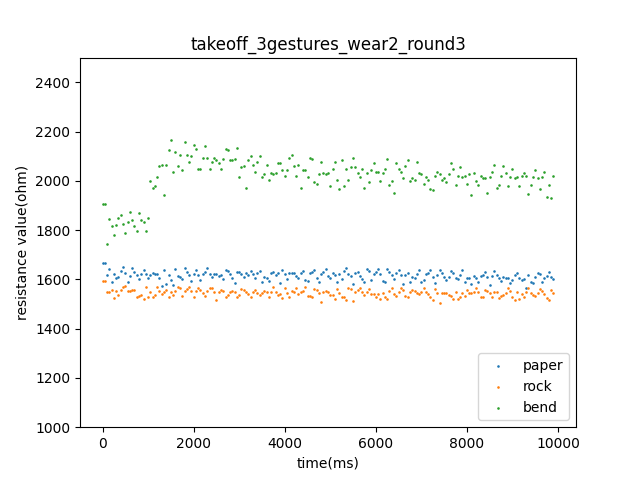 takeoff_3gestures_wear2_round3
resistance value(ohm)
2400
2200
2000
1800
1600
1400
1200
1000
paper
rock
bend
0
2000
4000
6000
8000
10000
time(ms)